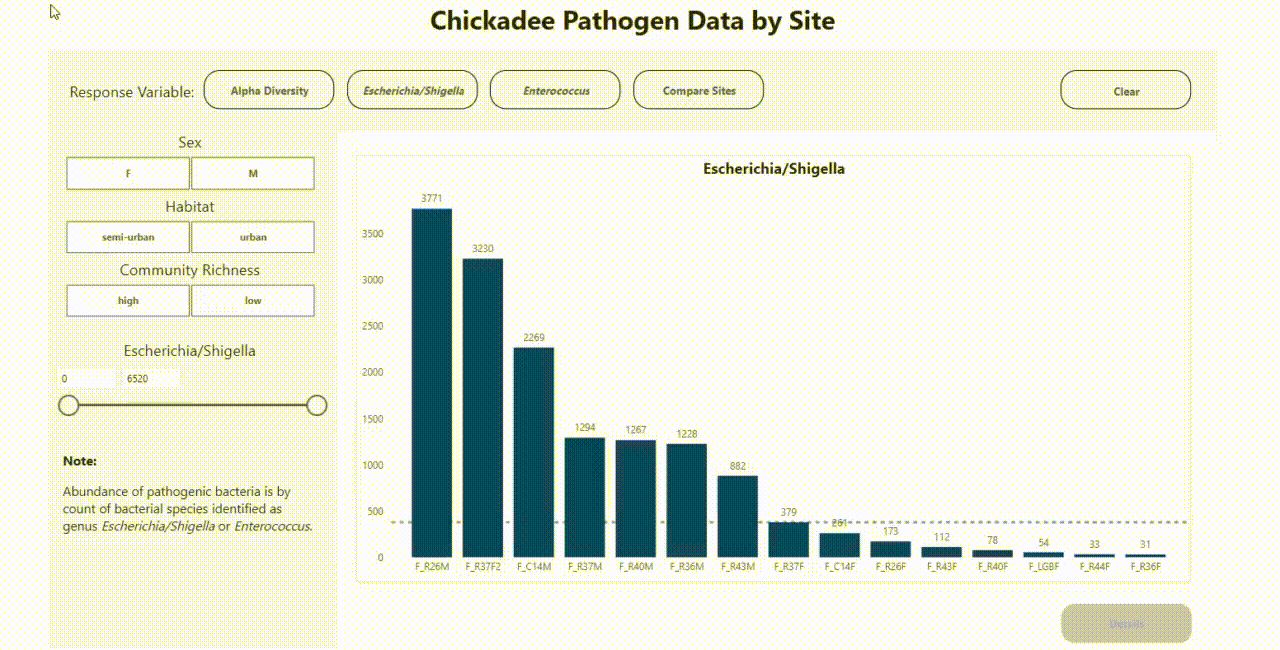 Chickadee Pathogen Data by Site
Response Variable:
Alpha Diversity
Escherichia/Shigella
Enterococcus
Compare Sites
Clear
Sex
F
M
Habitat
semi-urban
urban
Community Richness
high
low
Escherichia/Shigella
0
6520
Note:
Abundance of pathogenic bacteria is by
count of bacterial species identified as
genus Escherichia/Shigella or Enterococcus.
Escherichia/Shigella
3771
3230
2269
1294
1267
1228
882
379
261
173
112
78
54
33
31
3500
3000
2500
2000
1500
1000
500
0
F_R26M
F_R37F2
F_C14M
F_R37M
F_R40M
F_R36M
F_R43M
F_R37F
F_C14F
F_R26F
F_R43F
F_R40F
F_LGBF
F_R44F
F_R36F
Details